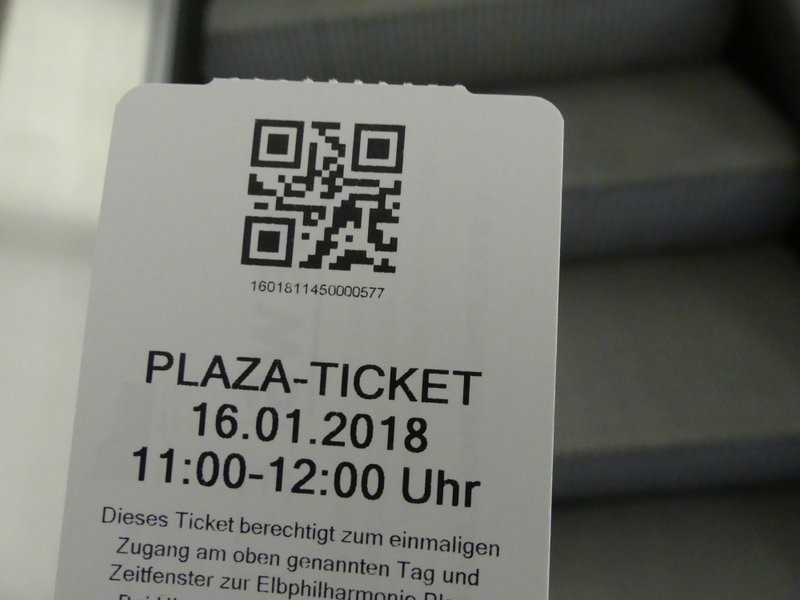 1601811450000577
PLAZA-TICKET
16.01.2018
11:00-12:00 Uhr
Dieses Ticket berechtigt zum einmaligen
Zugang am oben genannten Tag und
Zeitfenster zur Elbphilharmonie